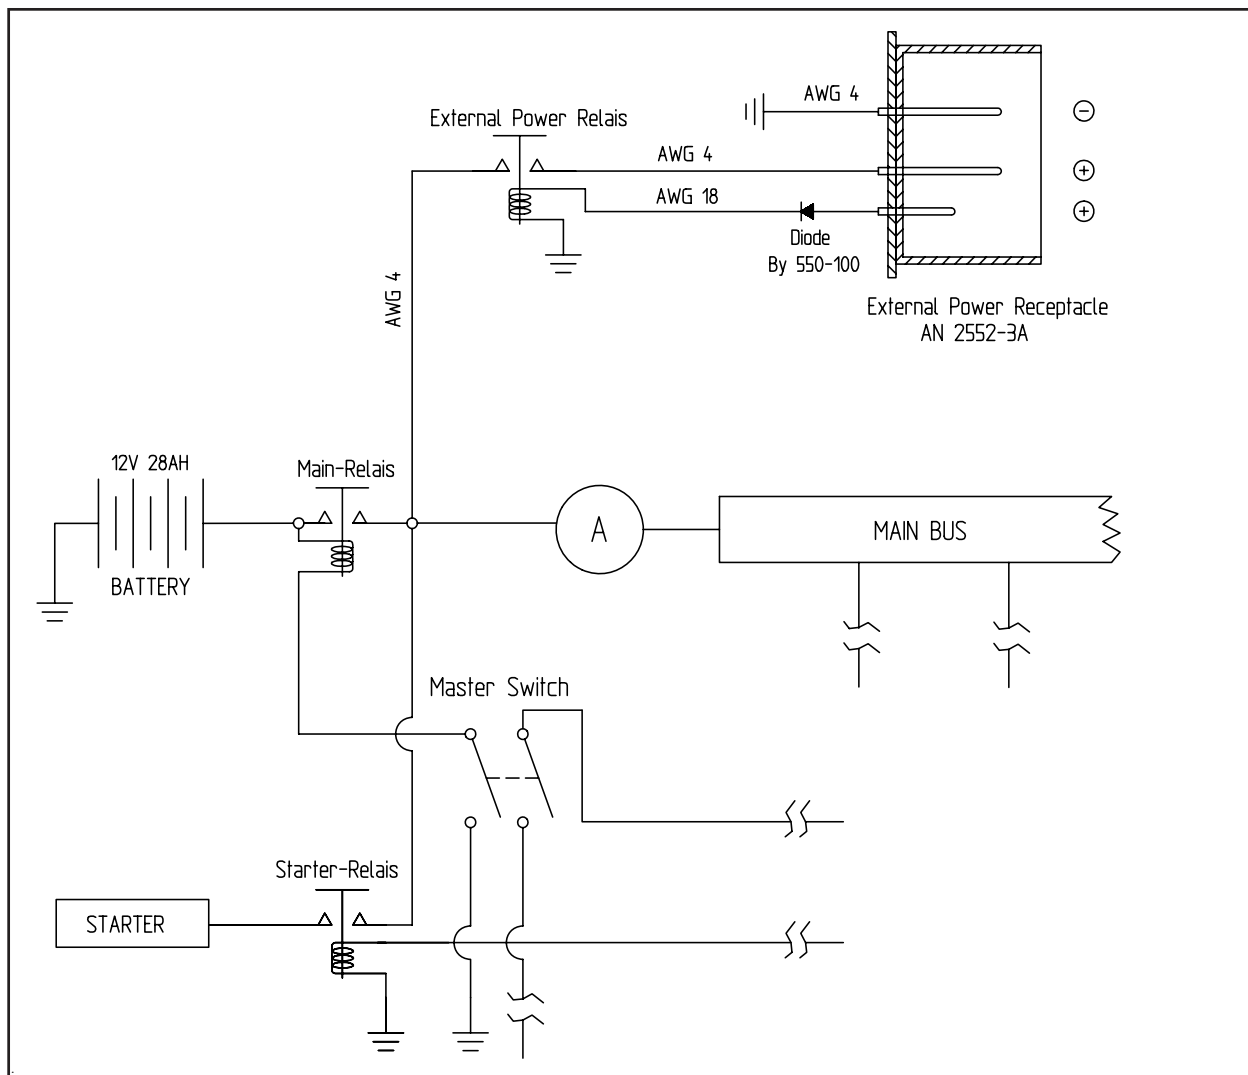 AWG 4
External Power Relais
AWG 4
AWG 18
Diode
By 550-100
AWG 4
External Power Receptacle
AN 2552-3A
12V 28AH
Main-Relais
A
MAIN BUS
BATTERY
Master Switch
Starter-Relais
STARTER